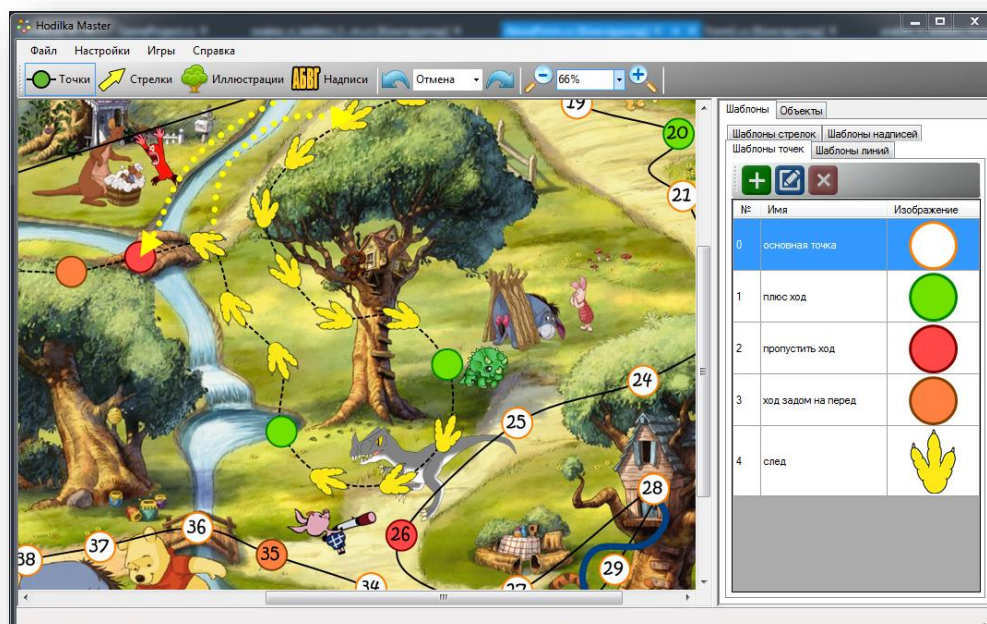 Hodilka Master
Файл Настройки Игры Справка
Точки Стрелки Иллюстрации АБВГ Надписи Отмена 66%
Шаблоны Объекты
Шаблоны стрелок Шаблоны надписей
Шаблоны точек Шаблоны линий
№ Имя Изображение
0 основная точка
1 плюс ход
2 пропустить ход
3 ход задом на перед
4 след
19
20
21
24
25
28
26
36
37
35
38
34
29
27